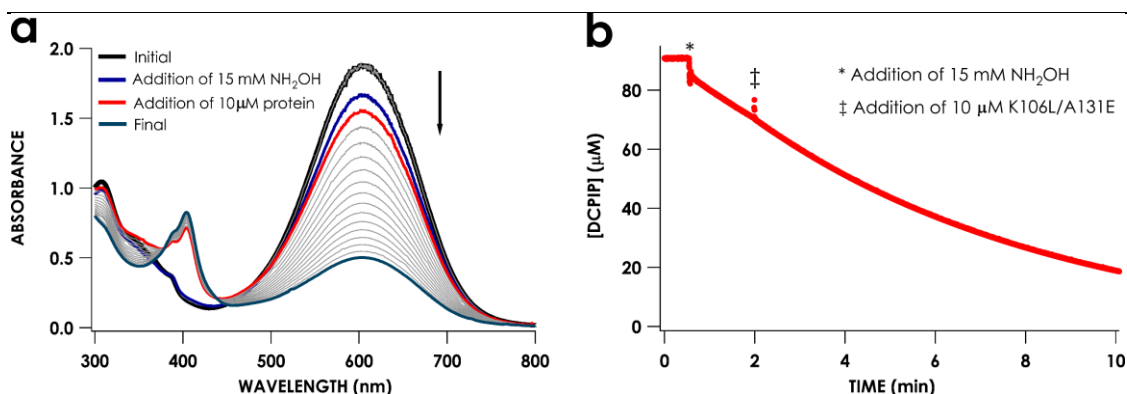 a
2.0
1.5
1.0
0.5
0.0
ABSORBANCE
Initial
Addition of 15 mM NH₂OH
Addition of 10μM protein
Final
300
400
500
600
700
800
WAVELENGTH (nm)
b
80
60
40
20
0
[DCPIP] (μM)
*
‡
* Addition of 15 mM NH₂OH
‡ Addition of 10 μM K106L/A131E
0
2
4
6
8
10
TIME (min)